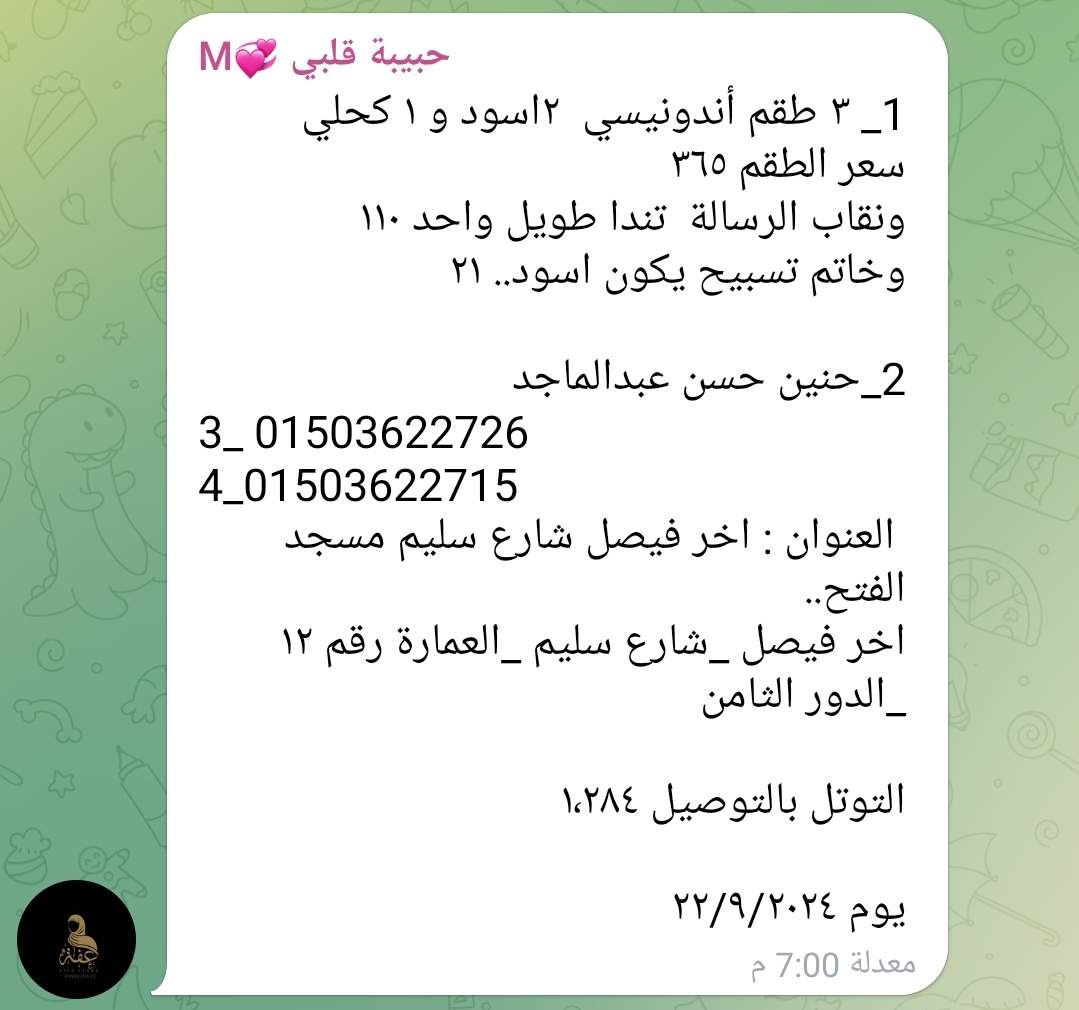 حبيبة قلبي 💞M
1_ ٣ طقم أندونيسي ٢اسود و ١ كحلي
سعر الطقم ٣٦٥
ونقاب الرسالة تندا طويل واحد ١١٠
وخاتم تسبيح يكون اسود.. ٢١
2_حنين حسن عبدالماجد
3_ 01503622726
4_01503622715
العنوان : اخر فيصل شارع سليم مسجد
الفتح..
اخر فيصل _شارع سليم _العمارة رقم ١٢
_الدور الثامن
التوتل بالتوصيل ١،٢٨٤
يوم ٢٢/٩/٢٠٢٤
معدلة 7:00 م
عفة